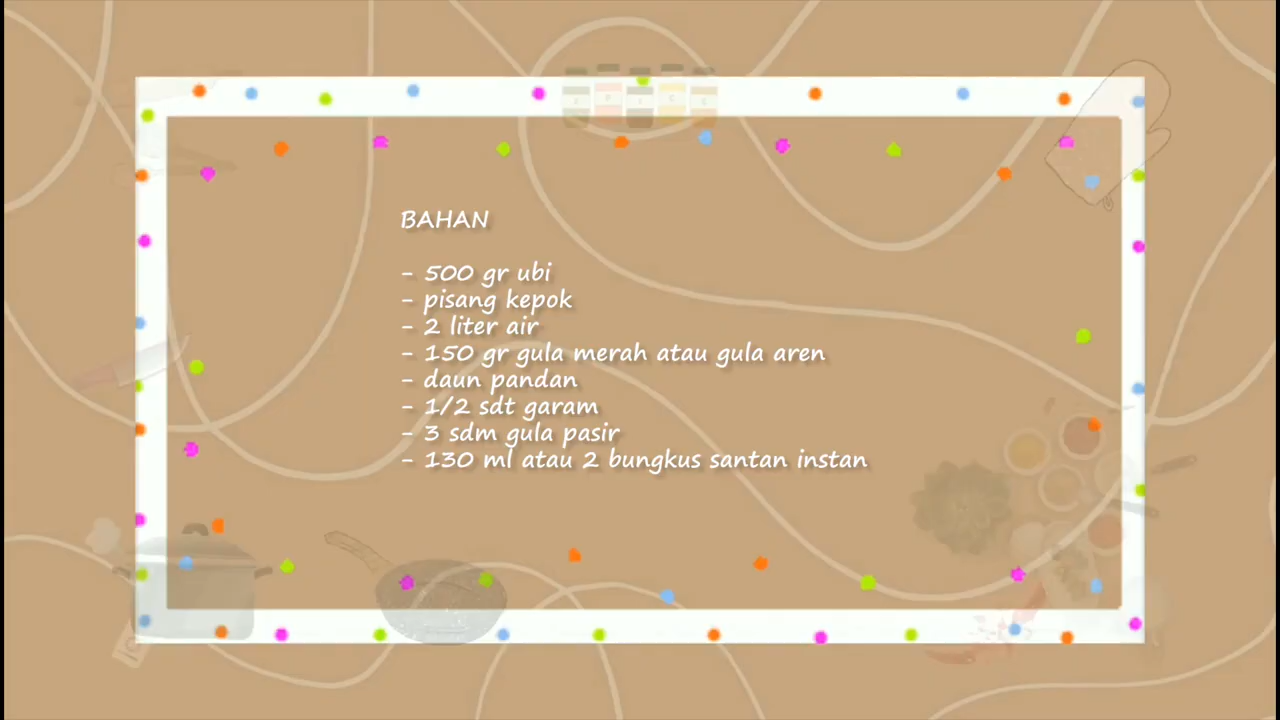 BAHAN
- 500 gr ubi
- pisang kepok
- 2 liter air
- 150 gr gula merah atau gula aren
- daun pandan
- 1/2 sdt garam
- 3 sdm gula pasir
- 130 ml atau 2 bungkus santan instan